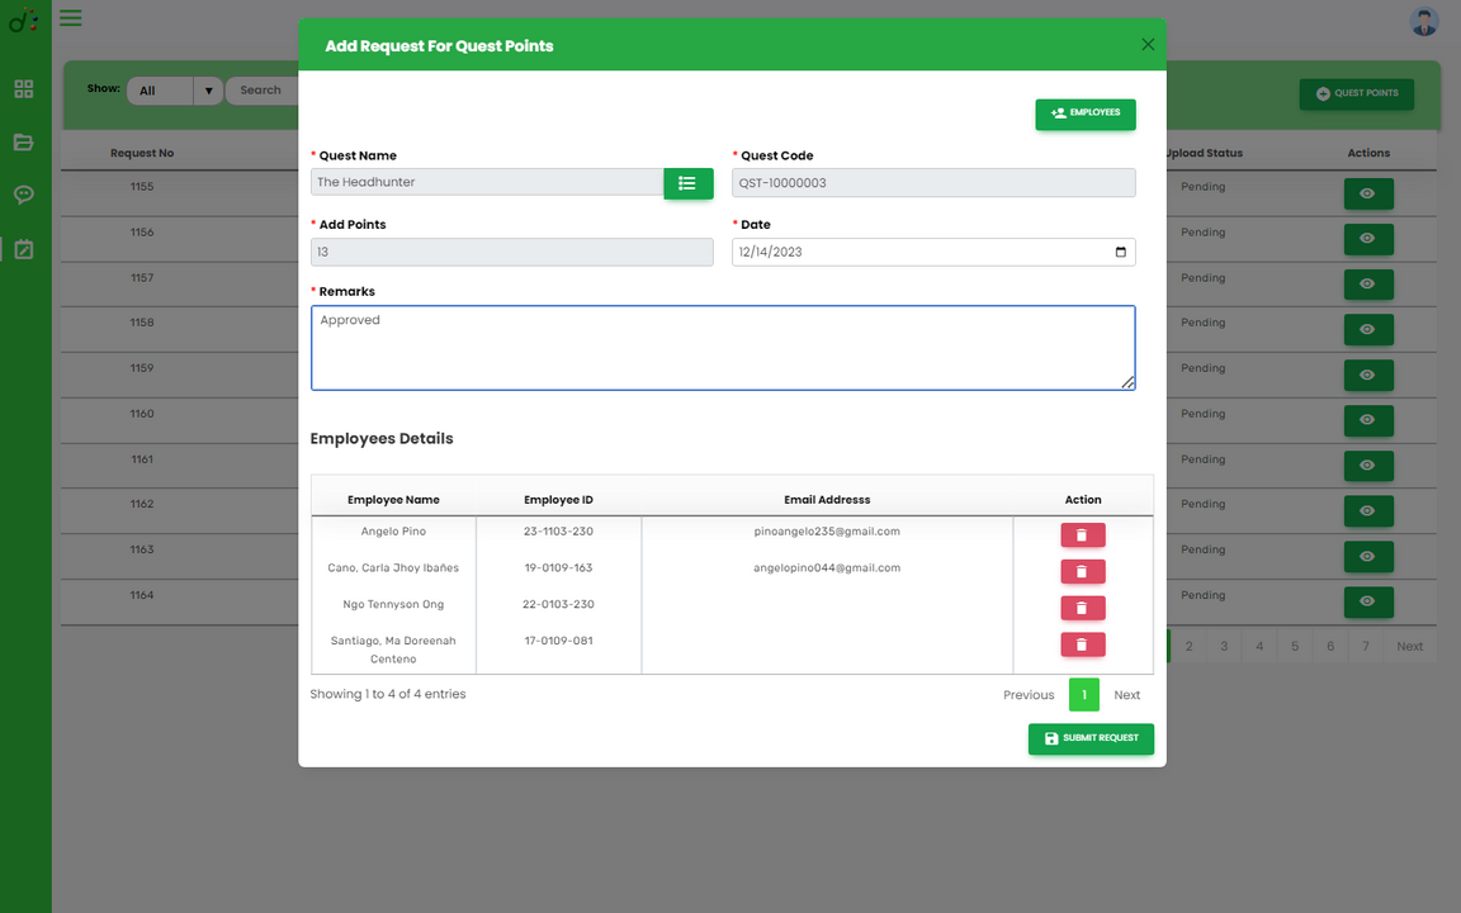 Add Request For Quest Points
Show: All Search
QUEST POINTS
EMPLOYEES
Request No
Upload Status Actions
* Quest Name * Quest Code
The Headhunter QST-10000003
* Add Points * Date
13 12/14/2023
* Remarks
Approved
1155 Pending
1156 Pending
1157 Pending
1158 Pending
1159 Pending
1160 Pending
1161 Pending
1162 Pending
1163 Pending
1164 Pending
Employees Details
Employee Name Employee ID Email Addresss Action
Angelo Pino 23-1103-230 pinoangelo235@gmail.com
Cano, Carla Jhoy Ibañes 19-0109-163 angelopino044@gmail.com
Ngo Tennyson Ong 22-0103-230
Santiago, Ma Doreenah 17-0109-081
Centeno
2 3 4 5 6 7 Next
Showing 1 to 4 of 4 entries Previous 1 Next
SUBMIT REQUEST